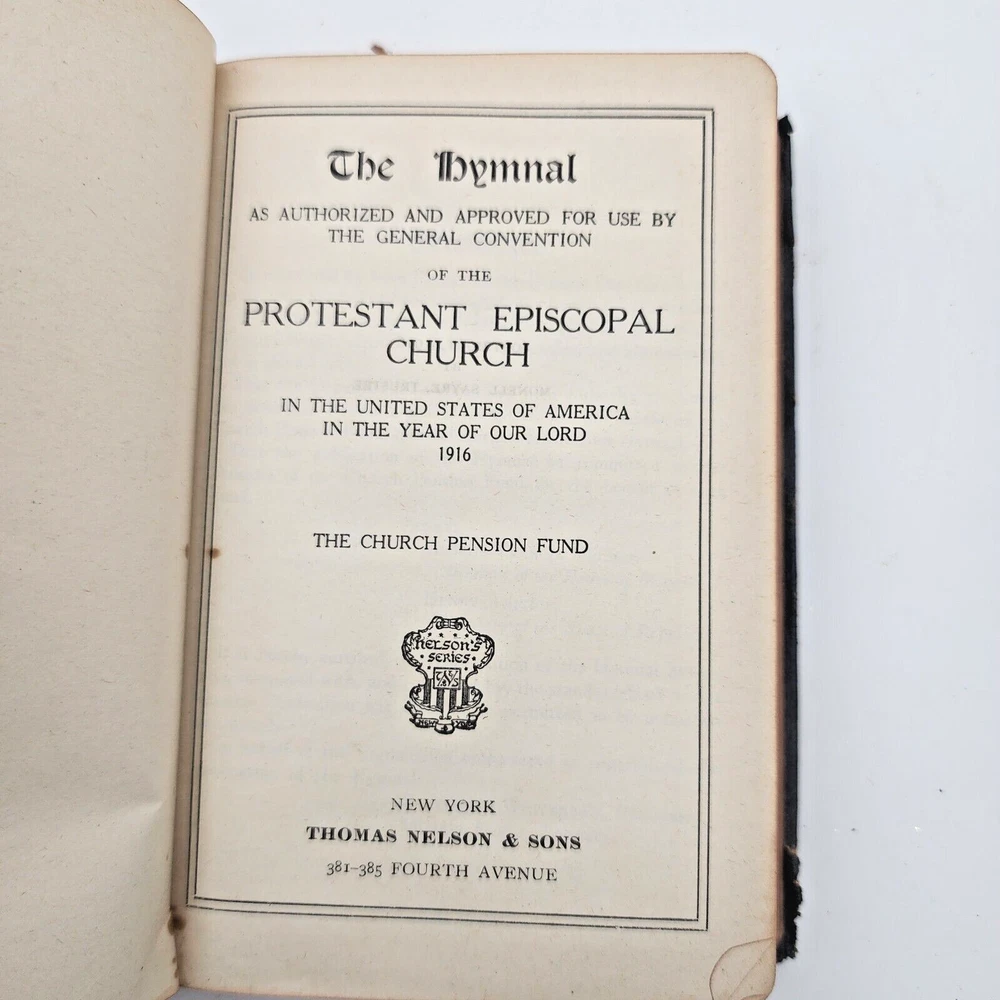 The Hymnal
AS AUTHORIZED AND APPROVED FOR USE BY
THE GENERAL CONVENTION
OF THE
PROTESTANT EPISCOPAL
CHURCH
IN THE UNITED STATES OF AMERICA
IN THE YEAR OF OUR LORD
1916
THE CHURCH PENSION FUND
NELSON'S
SERIES
NEW YORK
NEW YORK
THOMAS NELSON & SONS
381-385 FOURTH AVENUE